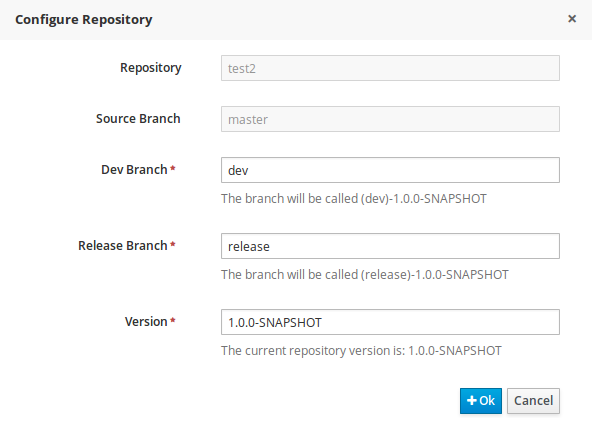 Configure Repository ×
Repository test2
Source Branch master
Dev Branch * dev
The branch will be called (dev)-1.0.0-SNAPSHOT
Release Branch * release
The branch will be called (release)-1.0.0-SNAPSHOT
Version * 1.0.0-SNAPSHOT
The current repository version is: 1.0.0-SNAPSHOT
+ Ok Cancel